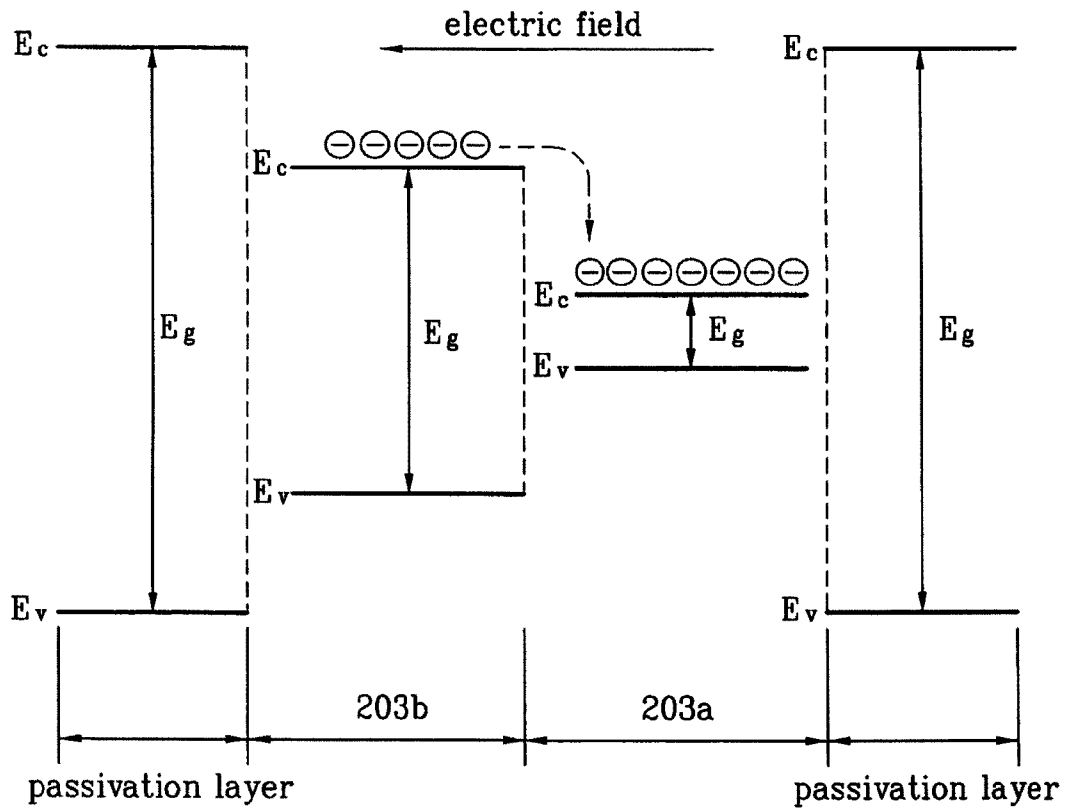 electric field
Ec
Ec
Ec
Ec
Eg
Eg
Eg
Eg
Ev
Ev
Ev
Ev
203b
203a
passivation layer
passivation layer